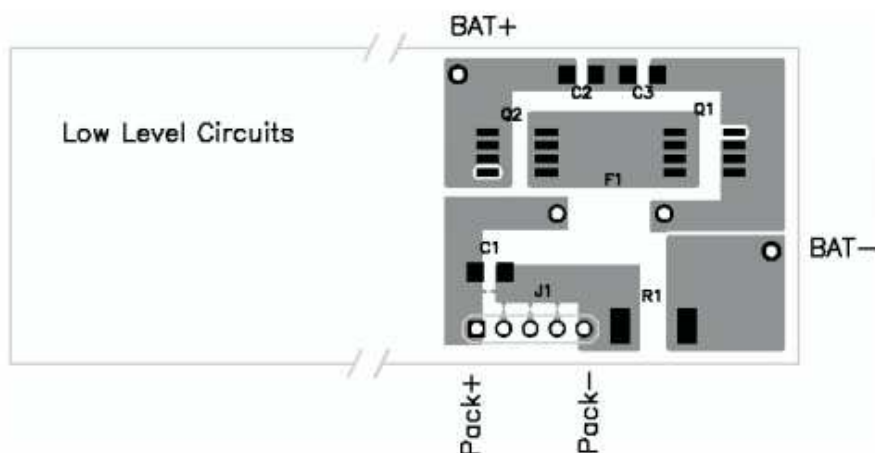 BAT+
C2 C3
Q2 Q1
Low Level Circuits
F1
C1 BAT-
J1 R1
Pack+ Pack-